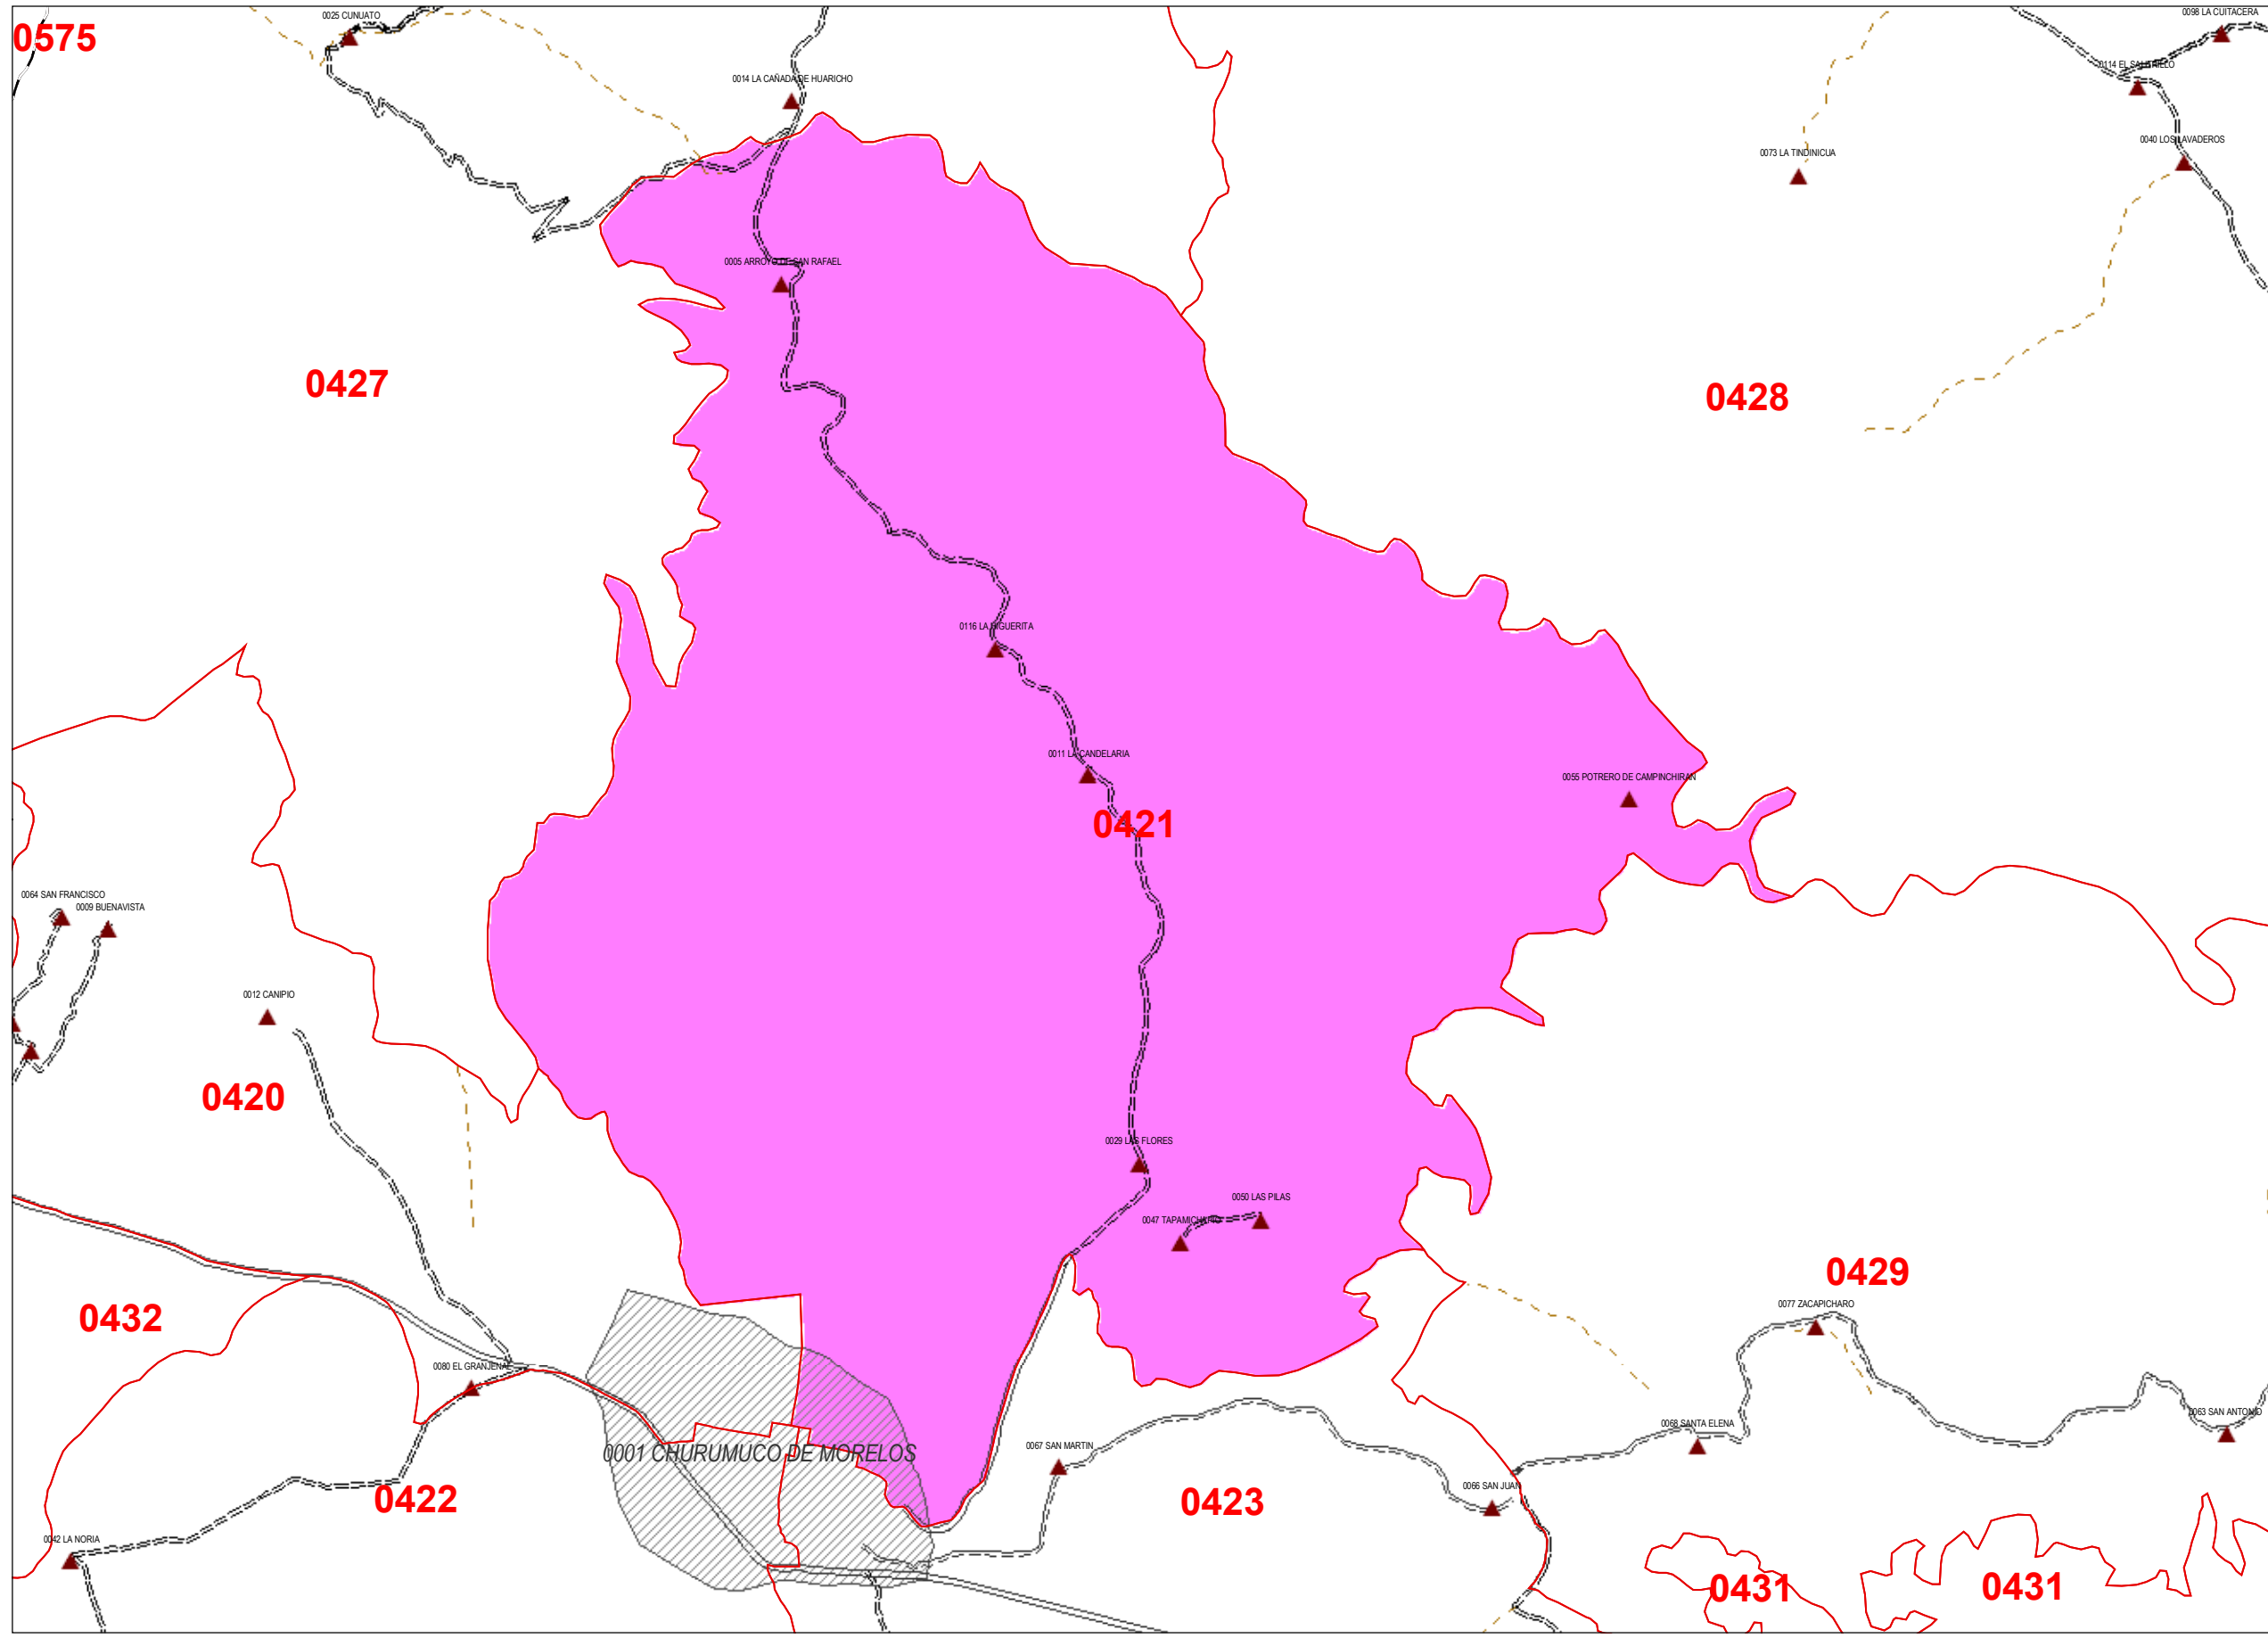 0098 LA CUITACERA
0025 CUNUATO
0575
0114 EL SALITRILLO
0014 LA CAÑADA DE HUARICHO
0040 LOS LAVADEROS
0073 LA TINDINICUA
0005 ARROYO DE SAN RAFAEL
0427
0428
0116 LA HIGUERITA
0011 LA CANDELARIA
0055 POTRERO DE CAMPINCHIRAN
0421
0064 SAN FRANCISCO
0009 BUENAVISTA
0012 CANIPIO
0420
0029 LAS FLORES
0050 LAS PILAS
0047
0429
0077 ZACAPICHARO
0432
0080 EL GRANJENAL
0063 SAN ANTONIO
0068 SANTA ELENA
0067 SAN MARTIN
0001 CHURUMUCO DE MORELOS
0066 SAN JUAN
0422
0423
0042 LA NORIA
0431
0431